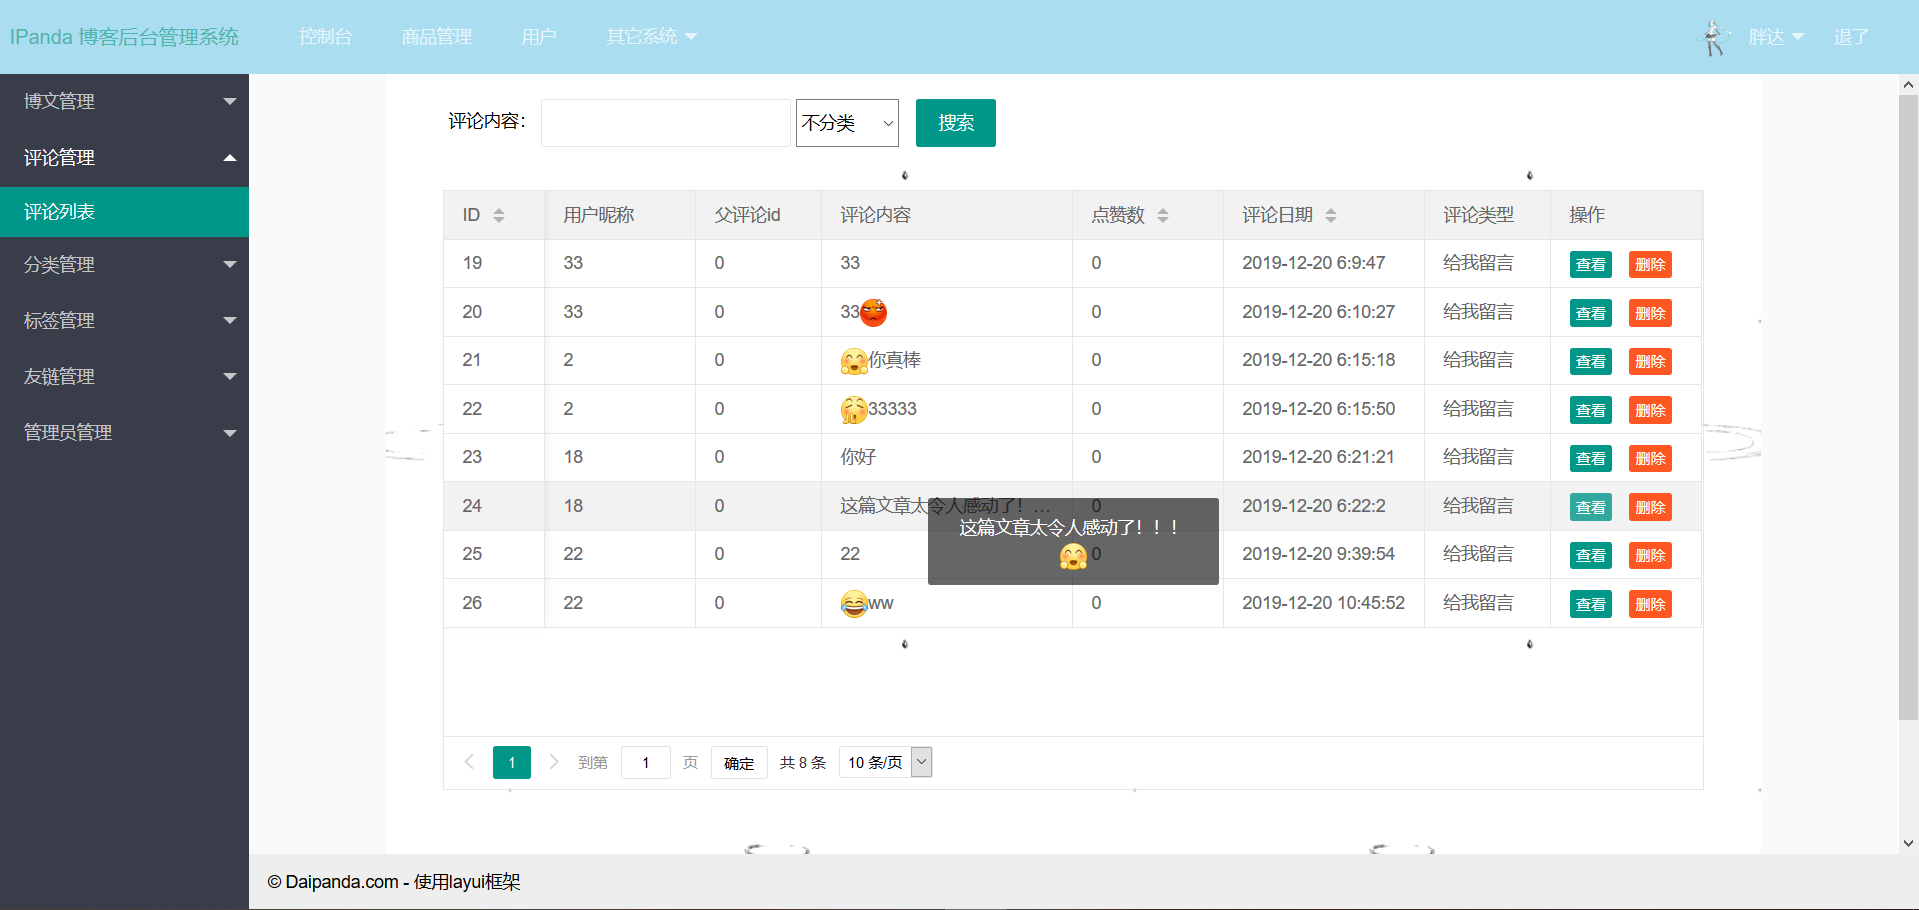 IPanda 博客后台管理系统 控制台 商品管理 用户 其它系统 胖达 退了
博文管理
评论管理
评论列表
分类管理
标签管理
友链管理
管理员管理
评论内容： 不分类 搜索
ID 用户昵称 父评论id 评论内容 点赞数 评论日期 评论类型 操作
19 33 0 33 0 2019-12-20 6:9:47 给我留言 查看 删除
20 33 0 33 0 2019-12-20 6:10:27 给我留言 查看 删除
21 2 0 你真棒 0 2019-12-20 6:15:18 给我留言 查看 删除
22 2 0 33333 0 2019-12-20 6:15:50 给我留言 查看 删除
23 18 0 你好 0 2019-12-20 6:21:21 给我留言 查看 删除
24 18 0 这篇文章太令人感动了！... 0 2019-12-20 6:22:2 给我留言 查看 删除
这篇文章太令人感动了！！！
25 22 0 22 0 2019-12-20 9:39:54 给我留言 查看 删除
26 22 0 ww 0 2019-12-20 10:45:52 给我留言 查看 删除
1 到第 1 页 确定 共 8 条 10 条/页
© Daipanda.com - 使用layui框架